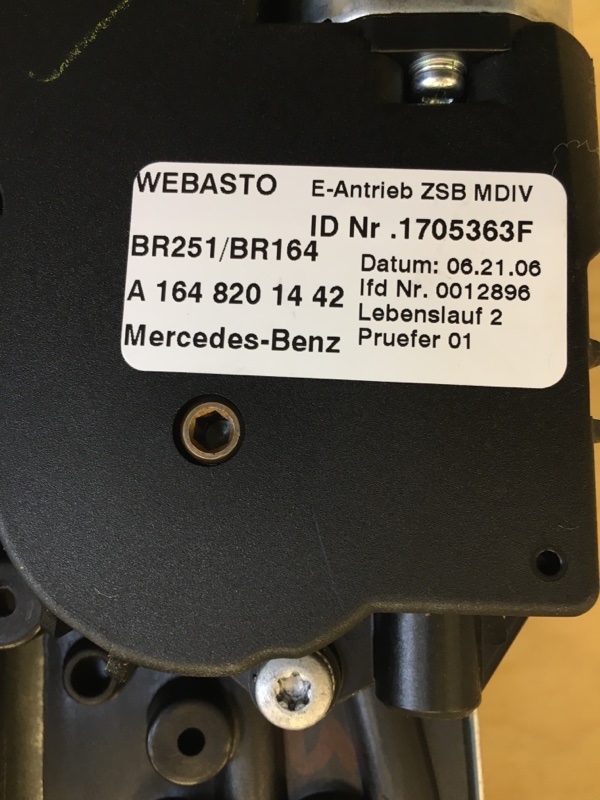 WEBASTO E-Antrieb ZSB MDIV
ID Nr .1705363F
BR251/BR164
Datum: 06.21.06
A 164 820 14 42
lfd Nr. 0012896
Lebenslauf 2
Mercedes-Benz
Pruefer 01